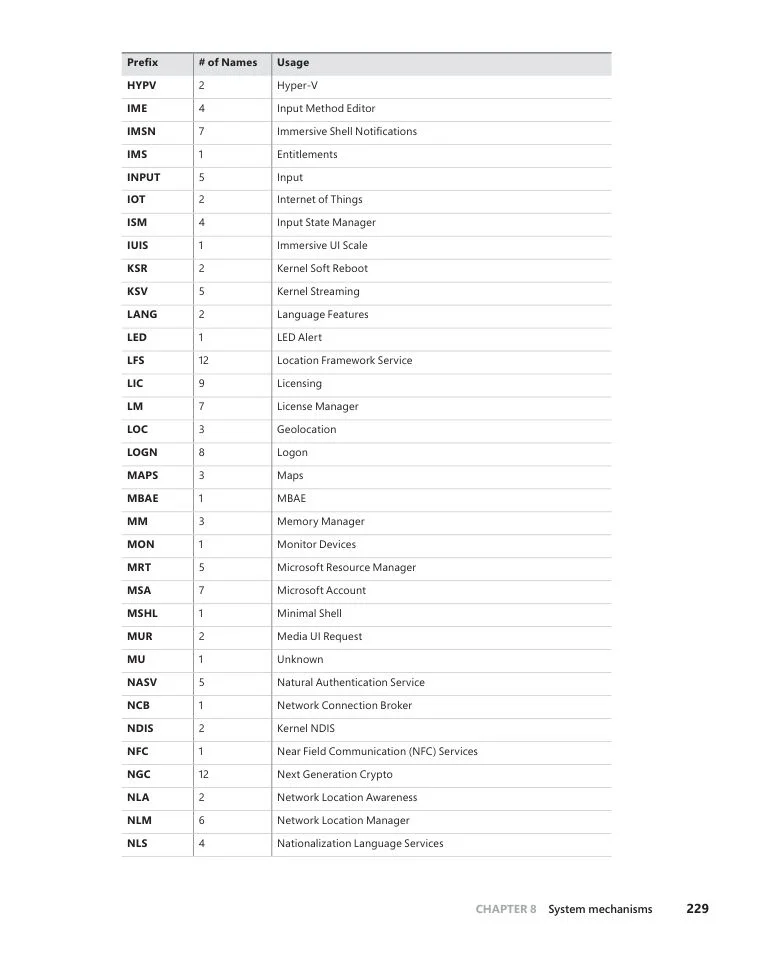 Prefix # of Names Usage
HYPV 2 Hyper-V
IME 4 Input Method Editor
IMSN 7 Immersive Shell Notifications
IMS 1 Entitlements
INPUT 5 Input
IOT 2 Internet of Things
ISM 4 Input State Manager
IUIS 1 Immersive UI Scale
KSR 2 Kernel Soft Reboot
KSV 5 Kernel Streaming
LANG 2 Language Features
LED 1 LED Alert
LFS 12 Location Framework Service
LIC 9 Licensing
LM 7 License Manager
LOC 3 Geolocation
LOGN 8 Logon
MAPS 3 Maps
MBAE 1 MBAE
MM 3 Memory Manager
MON 1 Monitor Devices
MRT 5 Microsoft Resource Manager
MSA 7 Microsoft Account
MSHL 1 Minimal Shell
MUR 2 Media UI Request
MU 1 Unknown
NASV 5 Natural Authentication Service
NCB 1 Network Connection Broker
NDIS 2 Kernel NDIS
NFC 1 Near Field Communication (NFC) Services
NGC 12 Next Generation Crypto
NLA 2 Network Location Awareness
NLM 6 Network Location Manager
NLS 4 Nationalization Language Services
CHAPTER 8 System mechanisms 229